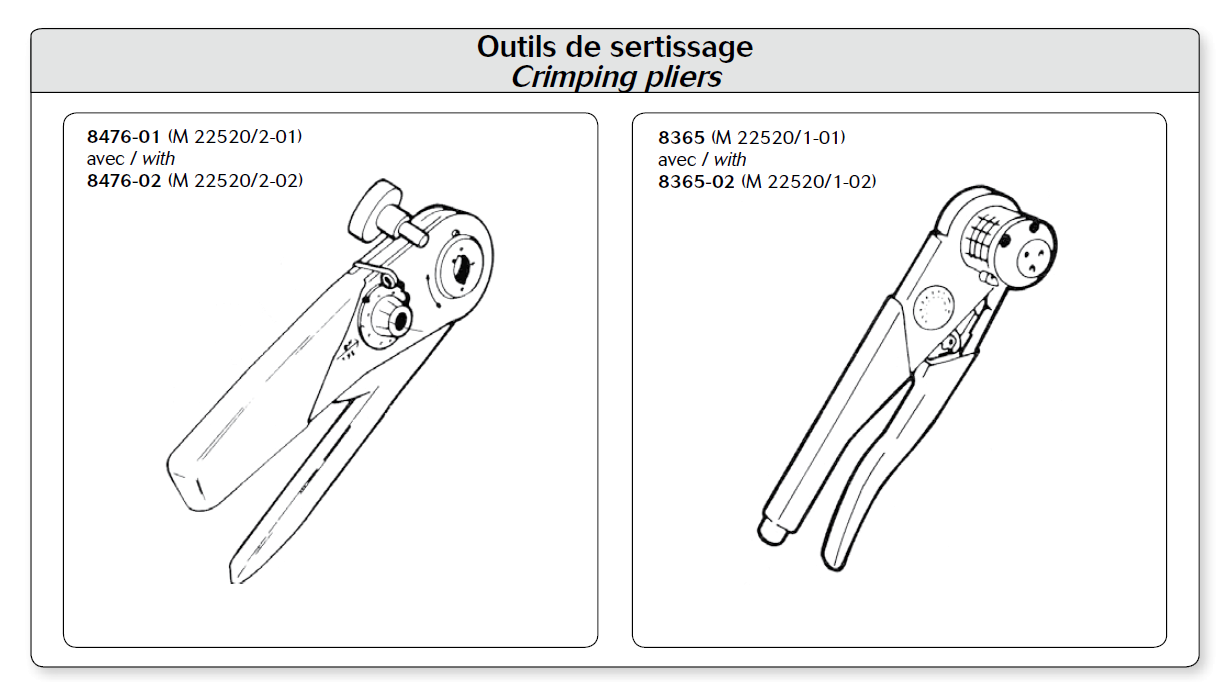 Outils de sertissage
Crimping pliers
8476-01 (M 22520/2-01)
avec / with
8476-02 (M 22520/2-02)
8365 (M 22520/1-01)
avec / with
8365-02 (M 22520/1-02)